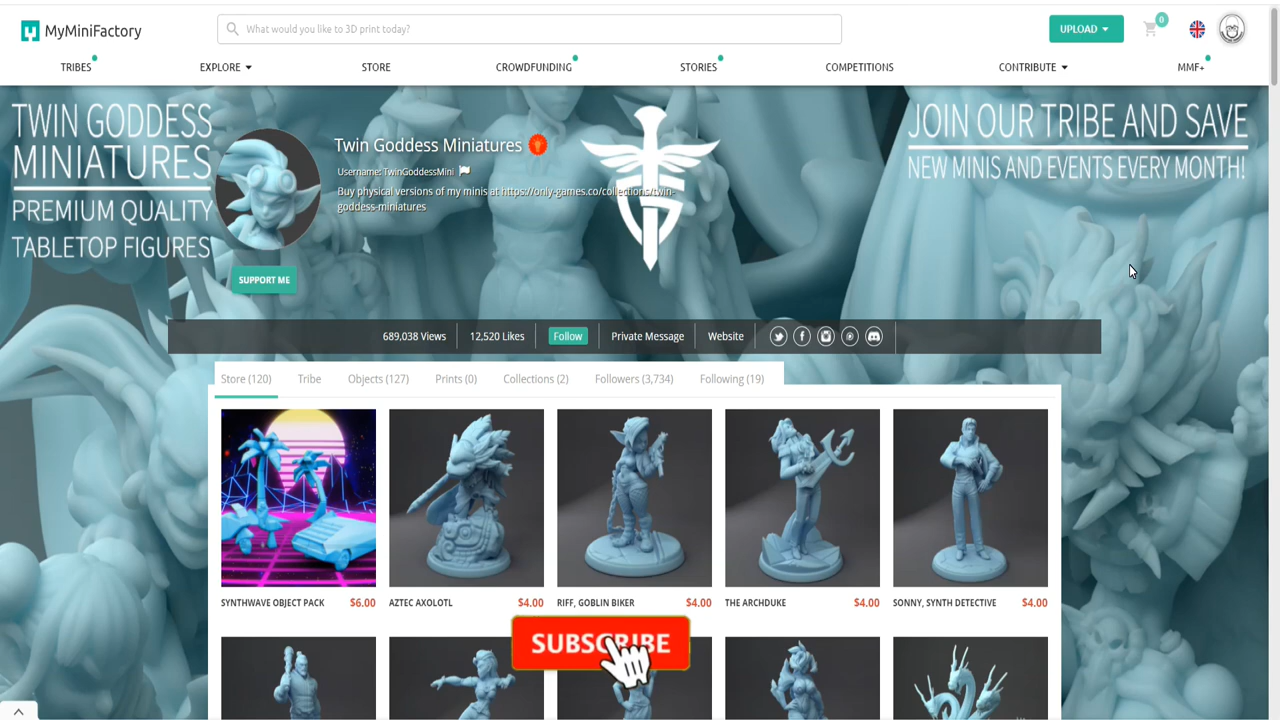 MyMiniFactory
What would you like to 3D print today?
UPLOAD
0
TRIBES
EXPLORE
STORE
CROWDFUNDING
STORIES
COMPETITIONS
CONTRIBUTE
MMF+
TWIN GODDESS
MINIATURES
PREMIUM QUALITY
TABLETOP FIGURES
Twin Goddess Miniatures
Username: TwinGoddessMini
Buy physical versions of my minis at https://only-games.co/collections/twin-
goddess-miniatures
SUPPORT ME
JOIN OUR TRIBE AND SAVE
NEW MINIS AND EVENTS EVERY MONTH!
689,038 Views
12,520 Likes
Follow
Private Message
Website
Store (120)
Tribe
Objects (127)
Prints (0)
Collections (2)
Followers (3,734)
Following (19)
SYNTHWAVE OBJECT PACK $6.00
AZTEC AXOLOTL $4.00
RIFF, GOBLIN BIKER $4.00
THE ARCHDUKE $4.00
SONNY, SYNTH DETECTIVE $4.00
SUBSCRIBE